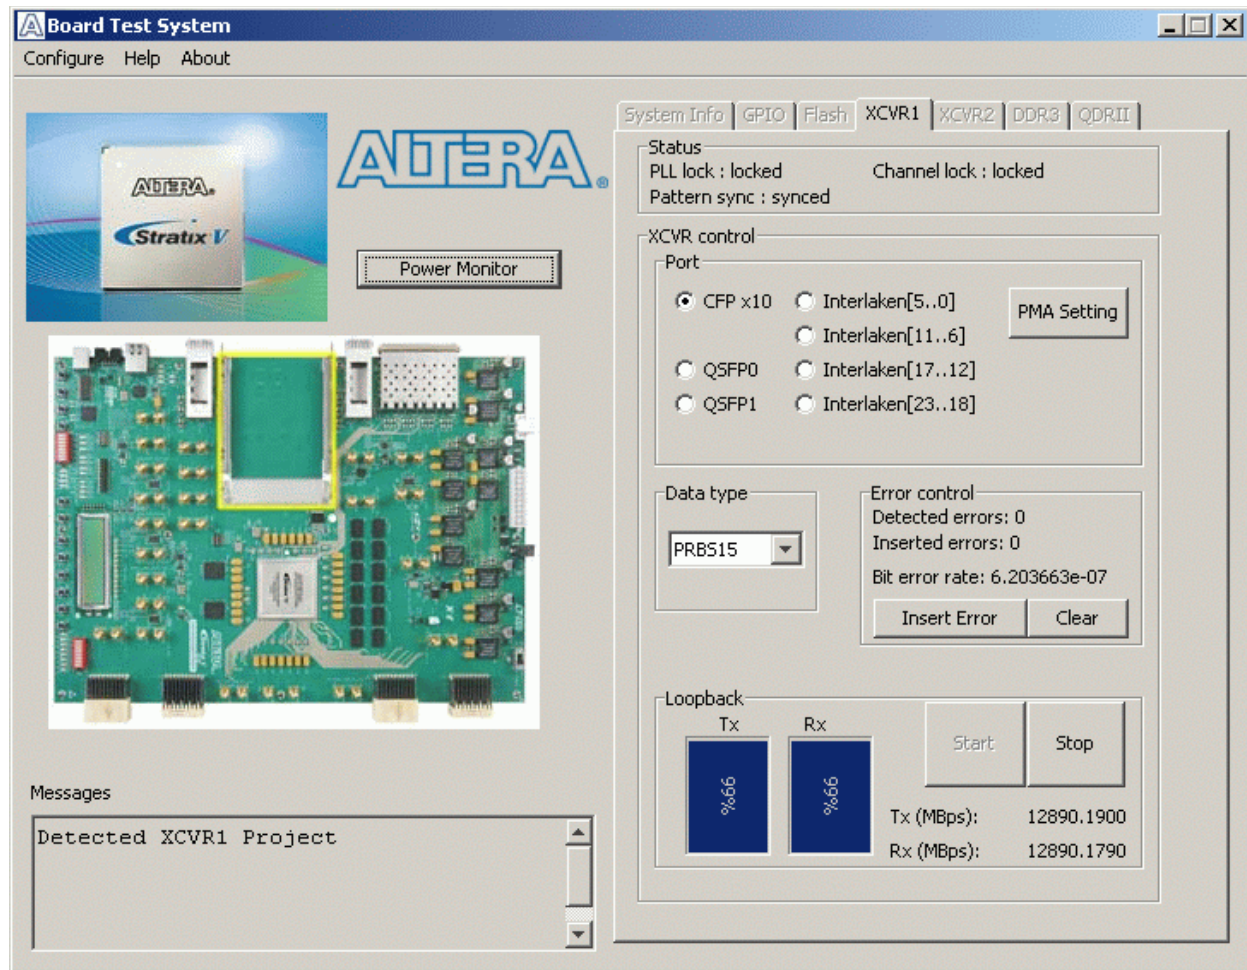 Board Test System
Configure Help About
ALTERA
Stratix V
ALTERA®
Power Monitor
Messages
Detected XCVR1 Project
System Info GPIO Flash XCVR1 XCVR2 DDR3 QDRII
Status
PLL lock : locked Channel lock : locked
Pattern sync : synced
XCVR control
Port
CFP x10 Interlaken[5..0] PMA Setting
Interlaken[11..6]
QSFP0 Interlaken[17..12]
QSFP1 Interlaken[23..18]
Data type
PRBS15
Error control
Detected errors: 0
Inserted errors: 0
Bit error rate: 6.203663e-07
Insert Error Clear
Loopback
Tx Rx
99% 99%
Start Stop
Tx (MBps): 12890.1900
Rx (MBps): 12890.1790